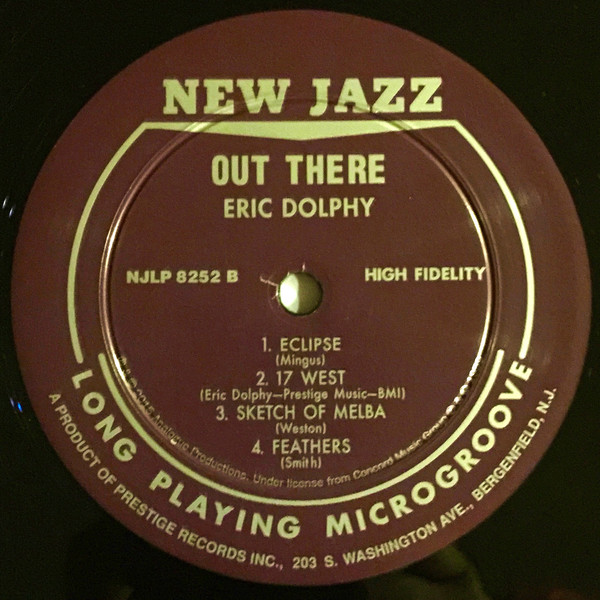 NEW JAZZ
OUT THERE
ERIC DOLPHY
NJLP 8252 B
HIGH FIDELITY
1. ECLIPSE
(Mingus)
2. 17 WEST
(Eric Dolphy—Prestige Music—BMI)
3. SKETCH OF MELBA
(Weston)
4. FEATHERS
(Smith)
Analogue Productions. Under license from Concord Music Group
LONG PLAYING MICROGROOVE
A PRODUCT OF PRESTIGE RECORDS INC., 203 S. WASHINGTON AVE., BERGENFIELD, N.J.